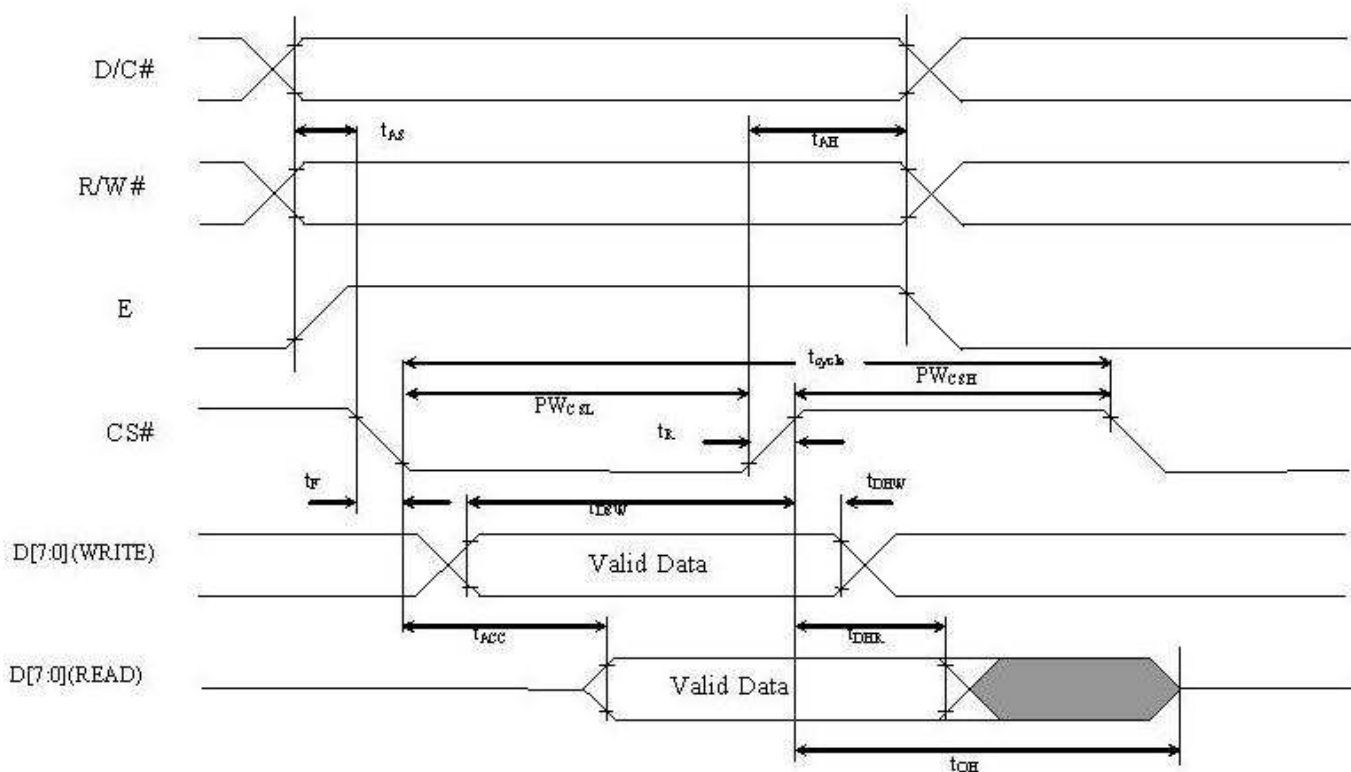 D/C#
tAS
tAH
R/W#
E
tcycle
PWCSL
PWCSH
CS#
tR
tF
tDSW
tDHW
D[7:0](WRITE)
Valid Data
tACC
tDHR
D[7:0](READ)
Valid Data
tOH